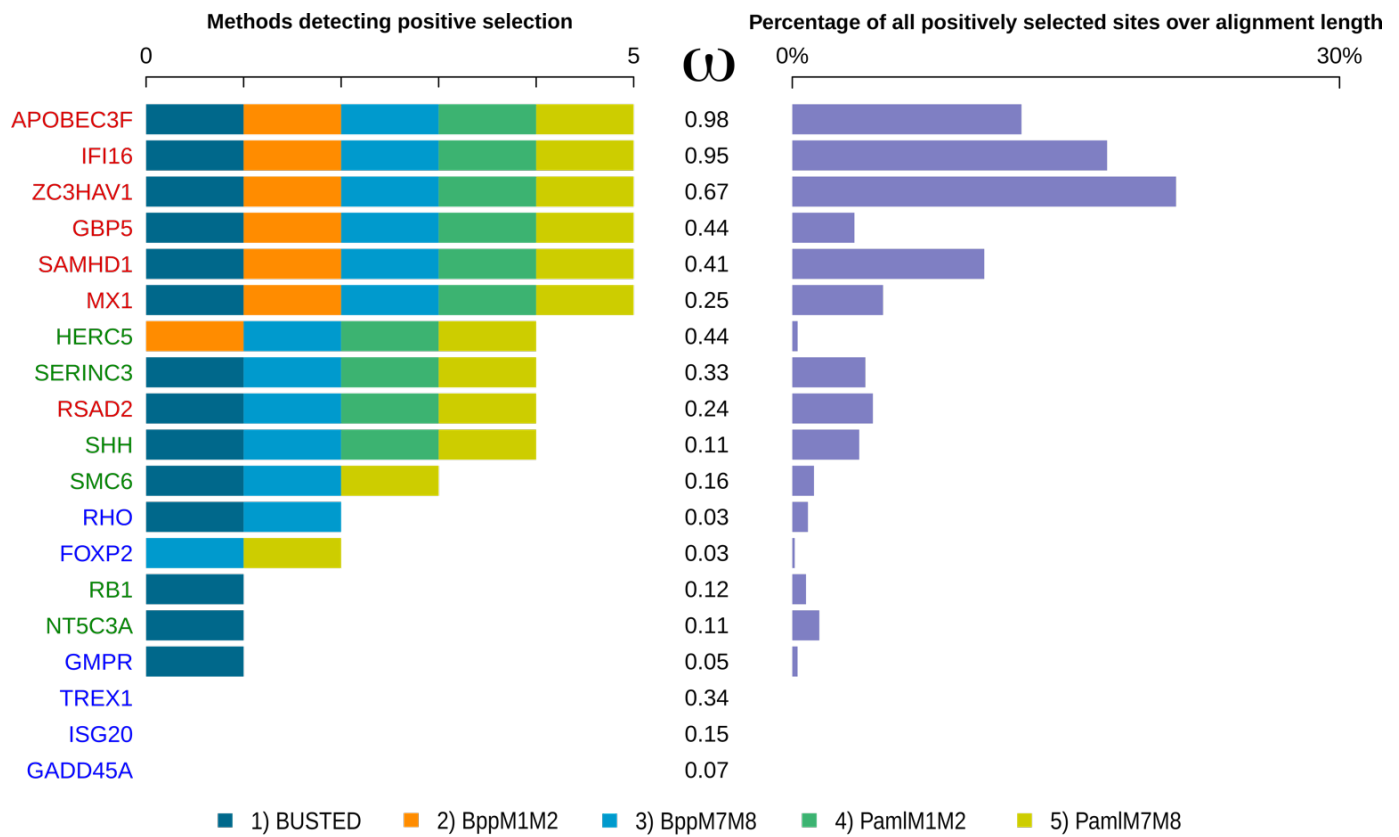 Methods detecting positive selection Percentage of all positively selected sites over alignment length
0 5 ω 0% 30%
APOBEC3F 0.98
IFI16 0.95
ZC3HAV1 0.67
GBP5 0.44
SAMHD1 0.41
MX1 0.25
HERC5 0.44
SERINC3 0.33
RSAD2 0.24
SHH 0.11
SMC6 0.16
RHO 0.03
FOXP2 0.03
RB1 0.12
NT5C3A 0.11
GMPR 0.05
TREX1 0.34
ISG20 0.15
GADD45A 0.07
1) BUSTED 2) BppM1M2 3) BppM7M8 4) PamlM1M2 5) PamlM7M8